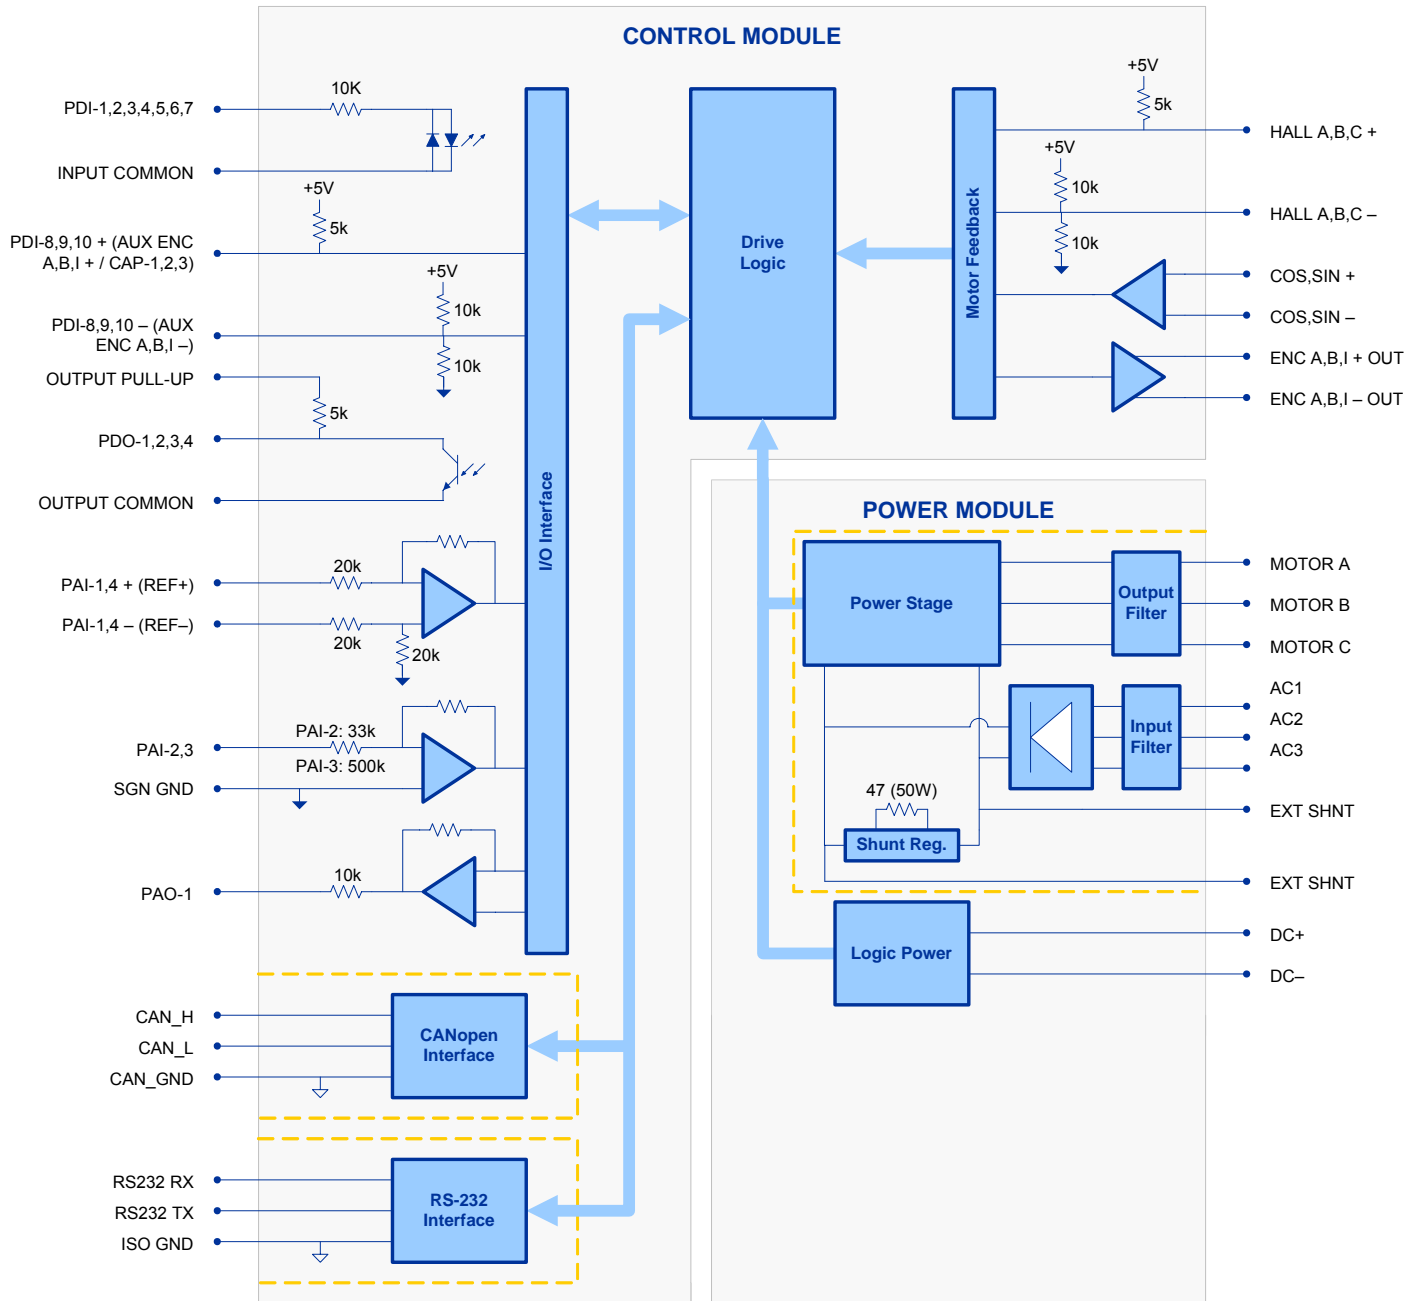 CONTROL MODULE
PDI-1,2,3,4,5,6,7
10K
INPUT COMMON
+5V
5k
PDI-8,9,10 + (AUX ENC
A,B,I + / CAP-1,2,3)
+5V
10k
PDI-8,9,10 – (AUX
ENC A,B,I –)
10k
OUTPUT PULL-UP
5k
PDO-1,2,3,4
OUTPUT COMMON
PAI-1,4 + (REF+)
20k
PAI-1,4 – (REF–)
20k
20k
PAI-2,3
PAI-2: 33k
PAI-3: 500k
SGN GND
PAO-1
10k
I/O Interface
CAN_H
CAN_L
CAN_GND
CANopen
Interface
RS232 RX
RS232 TX
ISO GND
RS-232
Interface
Drive
Logic
Motor Feedback
+5V
5k
HALL A,B,C +
+5V
10k
HALL A,B,C –
10k
COS,SIN +
COS,SIN –
ENC A,B,I + OUT
ENC A,B,I – OUT
POWER MODULE
Power Stage
Output
Filter
MOTOR A
MOTOR B
MOTOR C
Input
Filter
AC1
AC2
AC3
47 (50W)
Shunt Reg.
EXT SHNT
EXT SHNT
Logic Power
DC+
DC–